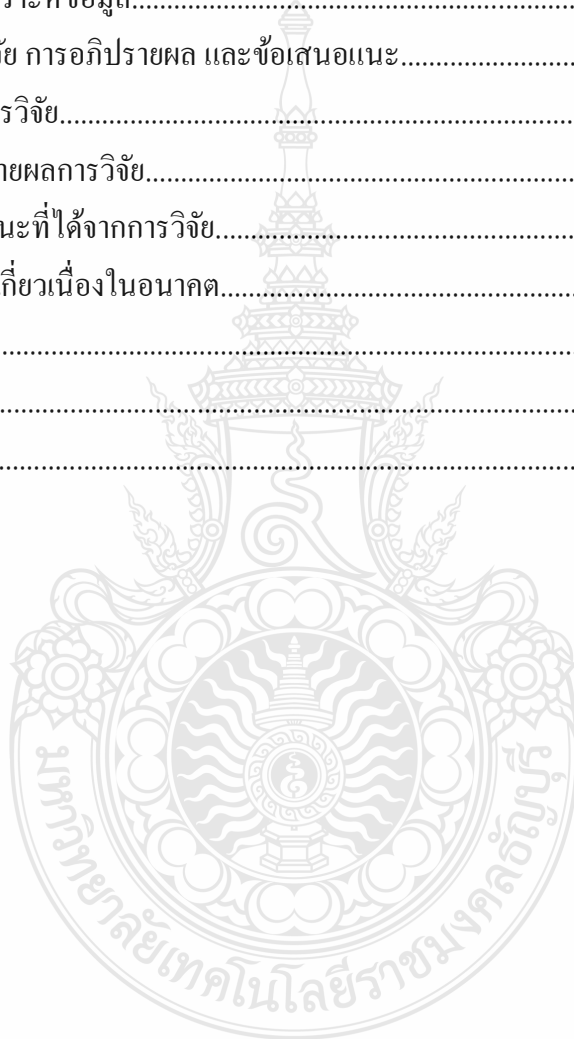 ราะห์ข้อมูล...............................................................
วิจัย การอภิปรายผล และข้อเสนอแนะ.........................
รวิจัย.......................................................................
ายผลการวิจัย............................................................
นะที่ได้จากการวิจัย..................................................
กี่ยวเนื่องในอนาคต..................................................
................................................................................
................................................................................
................................................................................
มหาวิทยาลัยเทคโนโลยีราชมงคลธัญบุรี